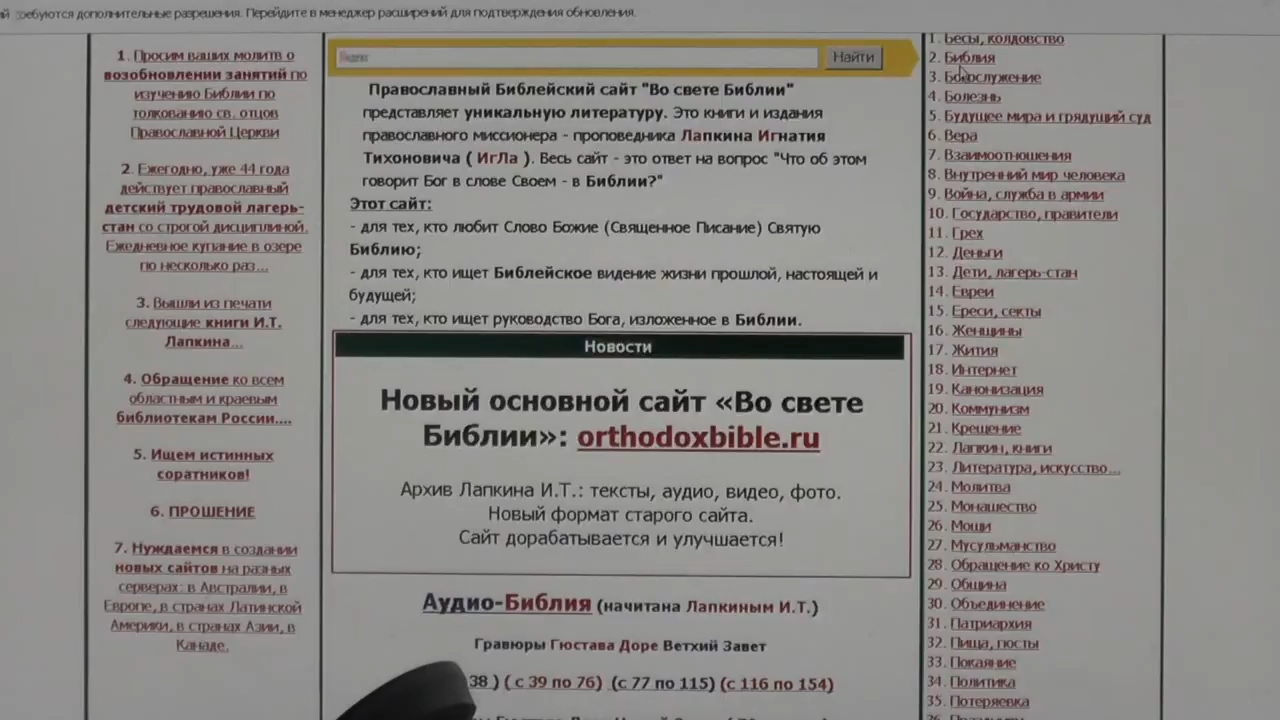 требуются дополнительные разрешения. Перейдите в менеджер расширений для подтверждения обновления.
1. Просим ваших молитв о
возобновлении занятий по
изучению Библии по
толкованию св. отцов
Православной Церкви
2. Ежегодно, уже 44 года
действует православный
детский трудовой лагерь-
стан со строгой дисциплиной.
Ежедневное купание в озере
по несколько раз...
3. Вышли из печати
следующие книги И.Т.
Лапкина...
4. Обращение ко всем
областным и краевым
библиотекам России....
5. Ищем истинных
соратников!
6. ПРОШЕНИЕ
7. Нуждаемся в создании
новых сайтов на разных
серверах: в Австралии, в
Европе, в странах Латинской
Америки, в странах Азии, в
Канаде.
Яндекс
Найти
Православный Библейский сайт "Во свете Библии"
представляет уникальную литературу. Это книги и издания
православного миссионера - проповедника Лапкина Игнатия
Тихоновича ( ИгЛа ). Весь сайт - это ответ на вопрос "Что об этом
говорит Бог в слове Своем - в Библии?"
Этот сайт:
- для тех, кто любит Слово Божие (Священное Писание) Святую
Библию;
- для тех, кто ищет Библейское видение жизни прошлой, настоящей и
будущей;
- для тех, кто ищет руководство Бога, изложенное в Библии.
Новости
Новый основной сайт «Во свете
Библии»: orthodoxbible.ru
Архив Лапкина И.Т.: тексты, аудио, видео, фото.
Новый формат старого сайта.
Сайт дорабатывается и улучшается!
Аудио-Библия (начитана Лапкиным И.Т.)
Гравюры Гюстава Доре Ветхий Завет
38 ) ( с 39 по 76) (с 77 по 115) (с 116 по 154)
1. Бесы, колдовство
2. Библия
3. Богослужение
4. Болезнь
5. Будущее мира и грядущий суд
6. Вера
7. Взаимоотношения
8. Внутренний мир человека
9. Война, служба в армии
10. Государство, правители
11. Грех
12. Деньги
13. Дети, лагерь-стан
14. Евреи
15. Ереси, секты
16. Женщины
17. Жития
18. Интернет
19. Канонизация
20. Коммунизм
21. Крещение
22. Лапкин, книги
23. Литература, искусство...
24. Молитва
25. Монашество
26. Мощи
27. Мусульманство
28. Обращение ко Христу
29. Община
30. Объединение
31. Патриархия
32. Пища, посты
33. Покаяние
34. Политика
35. Потеряевка